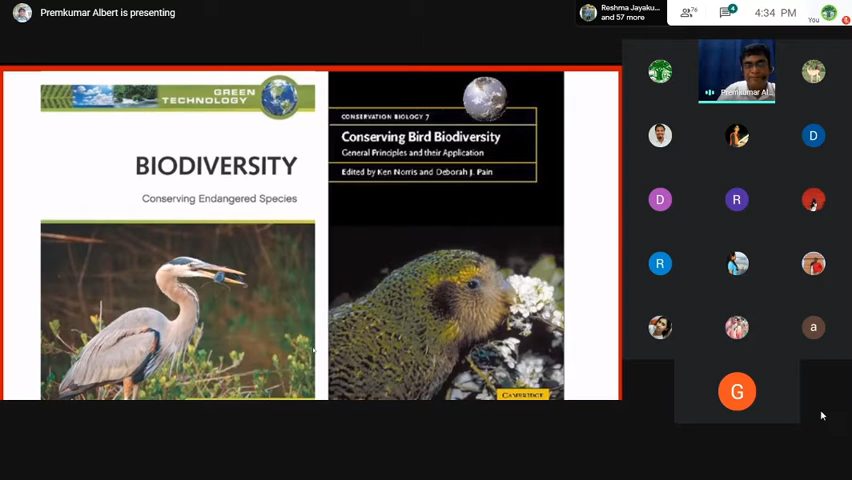 Premkumar Albert is presenting
Reshma Jayaku...
and 57 more
76
4
4:34 PM
You
GREEN
TECHNOLOGY
BIODIVERSITY
Conserving Endangered Species
CONSERVATION BIOLOGY 7
Conserving Bird Biodiversity
General Principles and their Application
Edited by Ken Norris and Deborah J. Pain
CAMBRIDGE
Premkumar Al...
D
D
R
R
a
G